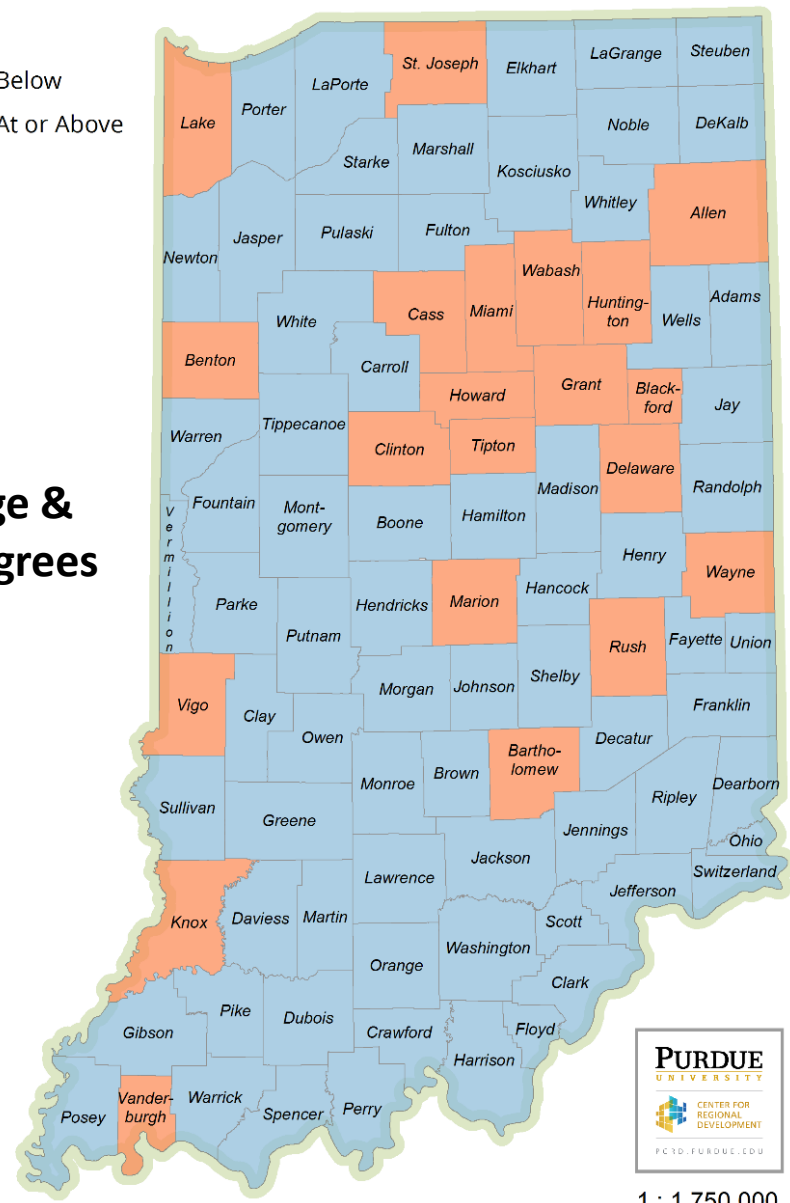 Below
At or Above
ge &
grees
St. Joseph
Elkhart
LaGrange
Steuben
LaPorte
Porter
Lake
Noble
DeKalb
Marshall
Starke
Kosciusko
Whitley
Allen
Newton
Jasper
Pulaski
Fulton
Wabash
Miami
Cass
Hunting-
ton
Wells
Adams
White
Benton
Carroll
Howard
Grant
Black-
ford
Jay
Warren
Tippecanoe
Clinton
Tipton
Delaware
Madison
Randolph
Vermillion
Fountain
Mont-
gomery
Boone
Hamilton
Henry
Wayne
Parke
Putnam
Hendricks
Marion
Hancock
Rush
Fayette
Union
Vigo
Clay
Owen
Morgan
Johnson
Shelby
Franklin
Decatur
Bartho-
lomew
Brown
Monroe
Sullivan
Greene
Ripley
Dearborn
Jennings
Ohio
Switzerland
Jackson
Lawrence
Jefferson
Knox
Daviess
Martin
Scott
Washington
Orange
Clark
Pike
Dubois
Gibson
Crawford
Floyd
Harrison
Vander-
burgh
Warrick
Posey
Spencer
Perry
PURDUE
UNIVERSITY
CENTER FOR
REGIONAL
DEVELOPMENT
PCRD.PURDUE.EDU
1 : 1,750,000